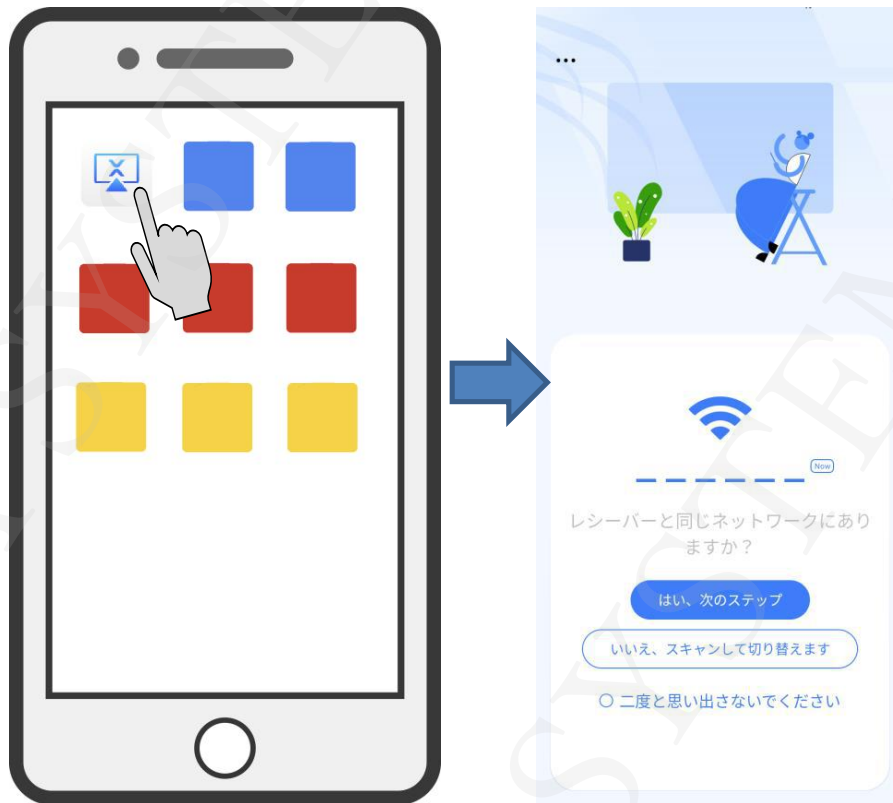 ...
Now
レシーバーと同じネットワークにあり
ますか？
はい、次のステップ
いいえ、スキャンして切り替えます
二度と思い出さないでください
SYSTEM
SYSTEM